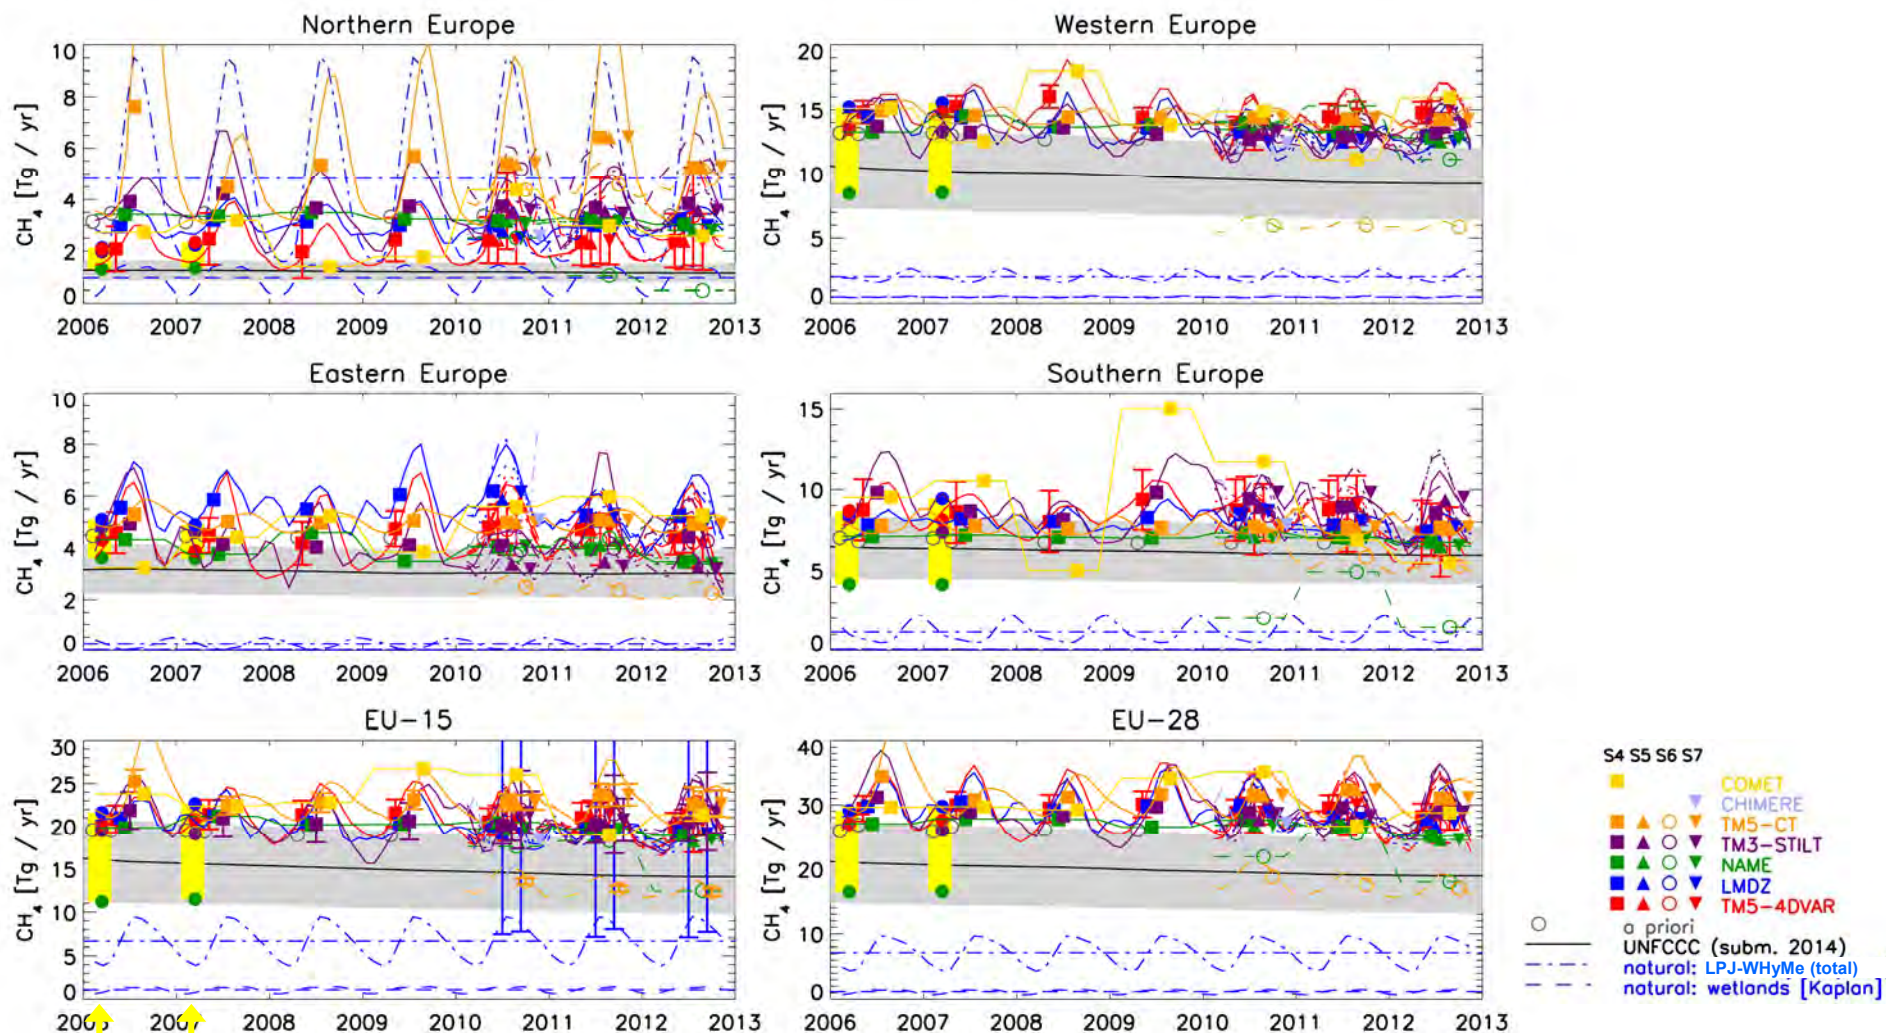 Northern Europe
CH4 [Tg / yr]
10
8
6
4
2
0
2006 2007 2008 2009 2010 2011 2012 2013
Western Europe
CH4 [Tg / yr]
20
15
10
5
0
2006 2007 2008 2009 2010 2011 2012 2013
Eastern Europe
CH4 [Tg / yr]
10
8
6
4
2
0
2006 2007 2008 2009 2010 2011 2012 2013
Southern Europe
CH4 [Tg / yr]
15
10
5
0
2006 2007 2008 2009 2010 2011 2012 2013
EU-15
CH4 [Tg / yr]
30
25
20
15
10
5
0
2006 2007 2008 2009 2010 2011 2012 2013
EU-28
CH4 [Tg / yr]
40
30
20
10
0
2006 2007 2008 2009 2010 2011 2012 2013
S4 S5 S6 S7
COMET
CHIMERE
TM5-CT
TM3-STILT
NAME
LMDZ
TM5-4DVAR
a priori
UNFCCC (subm. 2014)
natural: LPJ-WHyMe (total)
natural: wetlands [Kaplan]